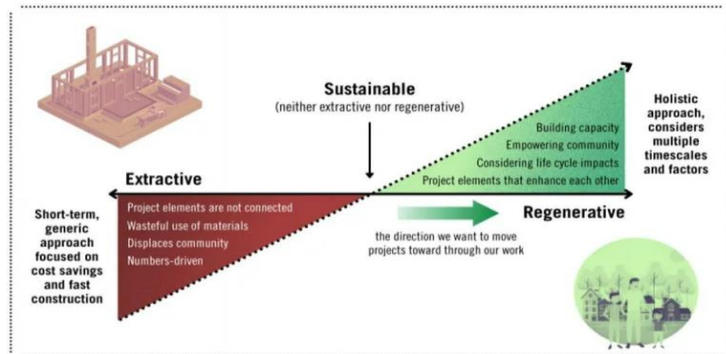 Sustainable
(neither extractive nor regenerative)
Holistic
approach,
considers
multiple
timescales
and factors
Building capacity
Empowering community
Considering life cycle impacts
Project elements that enhance each other
Extractive
Project elements are not connected
Wasteful use of materials
Displaces community
Numbers-driven
Short-term,
generic
approach
focused on
cost savings
and fast
construction
Regenerative
the direction we want to move
projects toward through our work